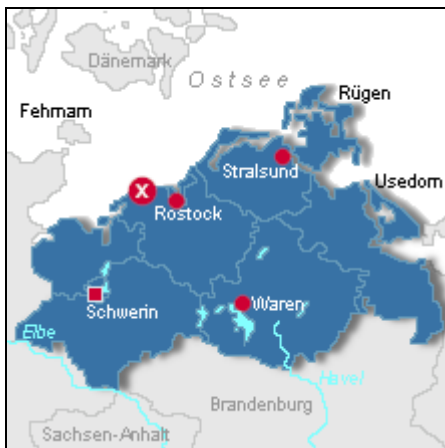 Dänemark
Ostsee
Rügen
Fehmarn
Stralsund
Usedom
X
Rostock
Schwerin
Waren
Elbe
Havel
Brandenburg
Sachsen-Anhalt